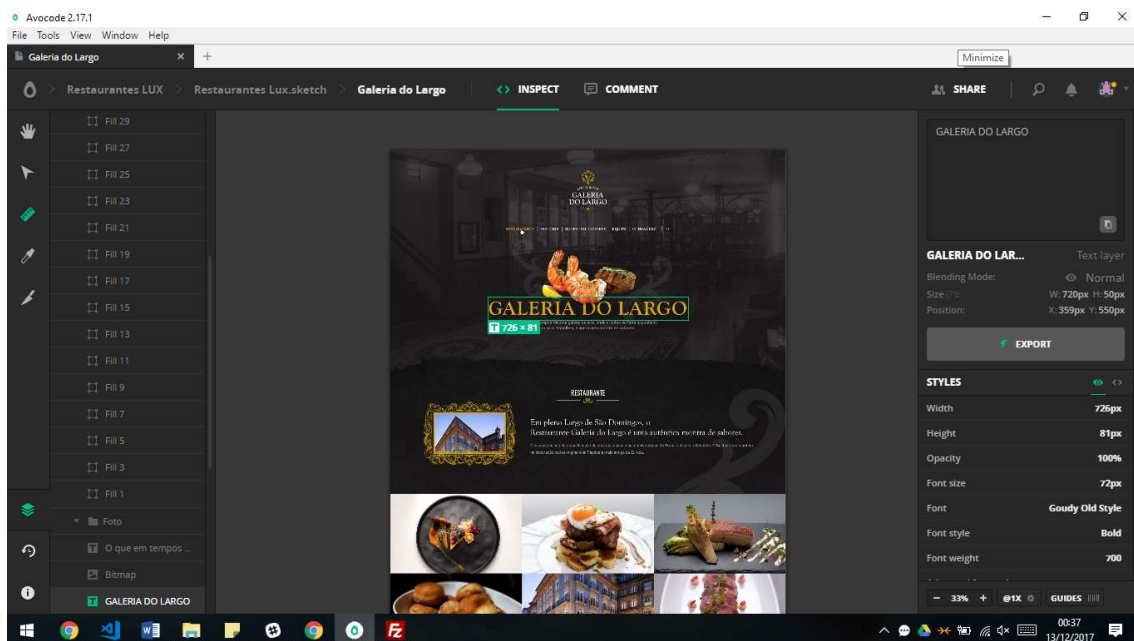 Avocode 2.17.1
File Tools View Window Help
Galeria do Largo
Minimize
Restaurantes LUX > Restaurantes Lux.sketch > Galeria do Largo
<> INSPECT
COMMENT
SHARE
Fill 29
Fill 27
Fill 25
Fill 23
Fill 21
Fill 19
Fill 17
Fill 15
Fill 13
Fill 11
Fill 9
Fill 7
Fill 5
Fill 3
Fill 1
Foto
O que em tempos ...
Bitmap
GALERIA DO LARGO
GALERIA
DO LARGO
GALERIA DO LARGO
T 726 × 81
RESTAURANTE
Em pleno Largo de São Domingos, o
Restaurante Galeria do Largo é uma autêntica montra de sabores.
GALERIA DO LARGO
GALERIA DO LAR... Text layer
Blending Mode: Normal
Size [?]: W: 720px H: 50px
Position: X: 359px Y: 550px
EXPORT
STYLES
Width 726px
Height 81px
Opacity 100%
Font size 72px
Font Goudy Old Style
Font style Bold
Font weight 700
− 33% + @1X GUIDES
00:37
13/12/2017